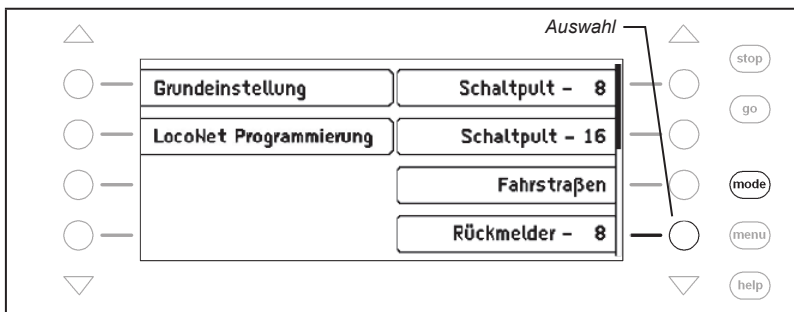 Auswahl
stop
Grundeinstellung
Schaltpult - 8
go
LocoNet Programmierung
Schaltpult - 16
Fahrstraßen
mode
Rückmelder - 8
menu
help